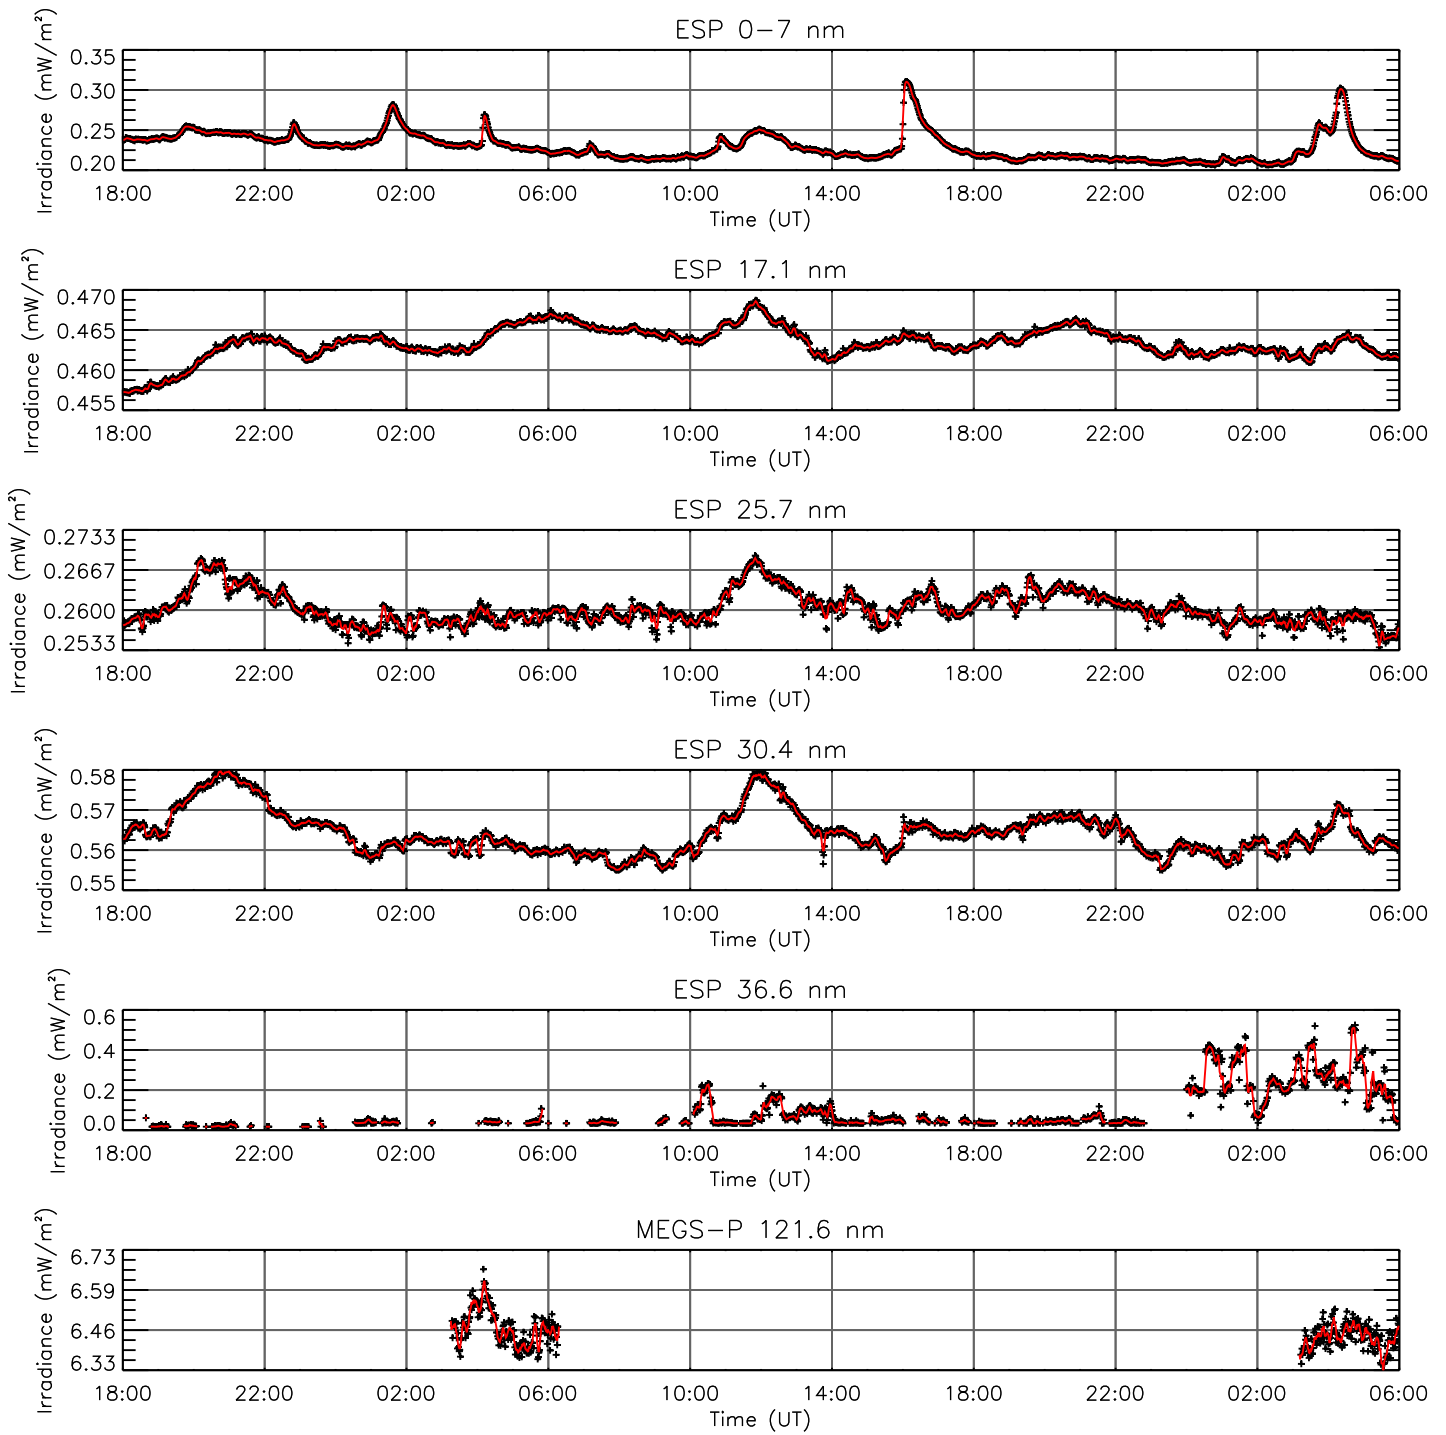 ESP 0-7 nm
Irradiance (mW/m²)
0.35
0.30
0.25
0.20
18:00 22:00 02:00 06:00 10:00 14:00 18:00 22:00 02:00 06:00
Time (UT)
ESP 17.1 nm
Irradiance (mW/m²)
0.470
0.465
0.460
0.455
18:00 22:00 02:00 06:00 10:00 14:00 18:00 22:00 02:00 06:00
Time (UT)
ESP 25.7 nm
Irradiance (mW/m²)
0.2733
0.2667
0.2600
0.2533
18:00 22:00 02:00 06:00 10:00 14:00 18:00 22:00 02:00 06:00
Time (UT)
ESP 30.4 nm
Irradiance (mW/m²)
0.58
0.57
0.56
0.55
18:00 22:00 02:00 06:00 10:00 14:00 18:00 22:00 02:00 06:00
Time (UT)
ESP 36.6 nm
Irradiance (mW/m²)
0.6
0.4
0.2
0.0
18:00 22:00 02:00 06:00 10:00 14:00 18:00 22:00 02:00 06:00
Time (UT)
MEGS-P 121.6 nm
Irradiance (mW/m²)
6.73
6.59
6.46
6.33
18:00 22:00 02:00 06:00 10:00 14:00 18:00 22:00 02:00 06:00
Time (UT)